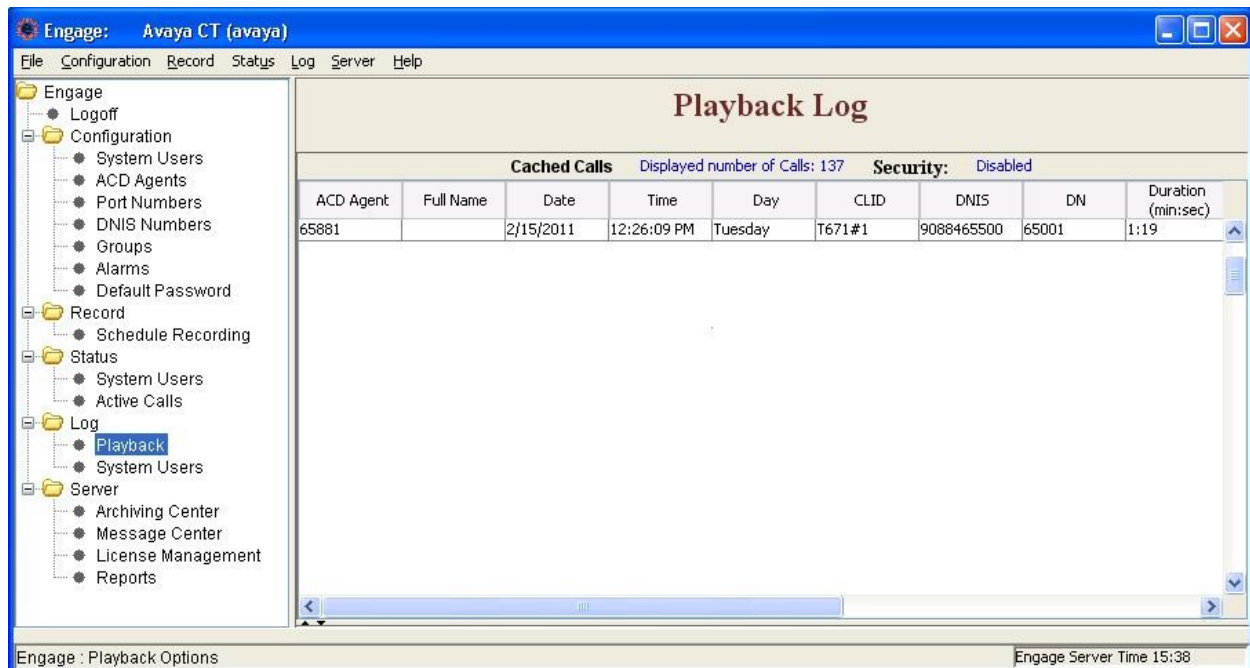 Engage: Avaya CT (avaya)
File Configuration Record Status Log Server Help
Engage
Logoff
Configuration
System Users
ACD Agents
Port Numbers
DNIS Numbers
Groups
Alarms
Default Password
Record
Schedule Recording
Status
System Users
Active Calls
Log
Playback
System Users
Server
Archiving Center
Message Center
License Management
Reports
Playback Log
Cached Calls Displayed number of Calls: 137 Security: Disabled
ACD Agent Full Name Date Time Day CLID DNIS DN Duration (min:sec)
65881 2/15/2011 12:26:09 PM Tuesday T671#1 9088465500 65001 1:19
Engage : Playback Options
Engage Server Time 15:38